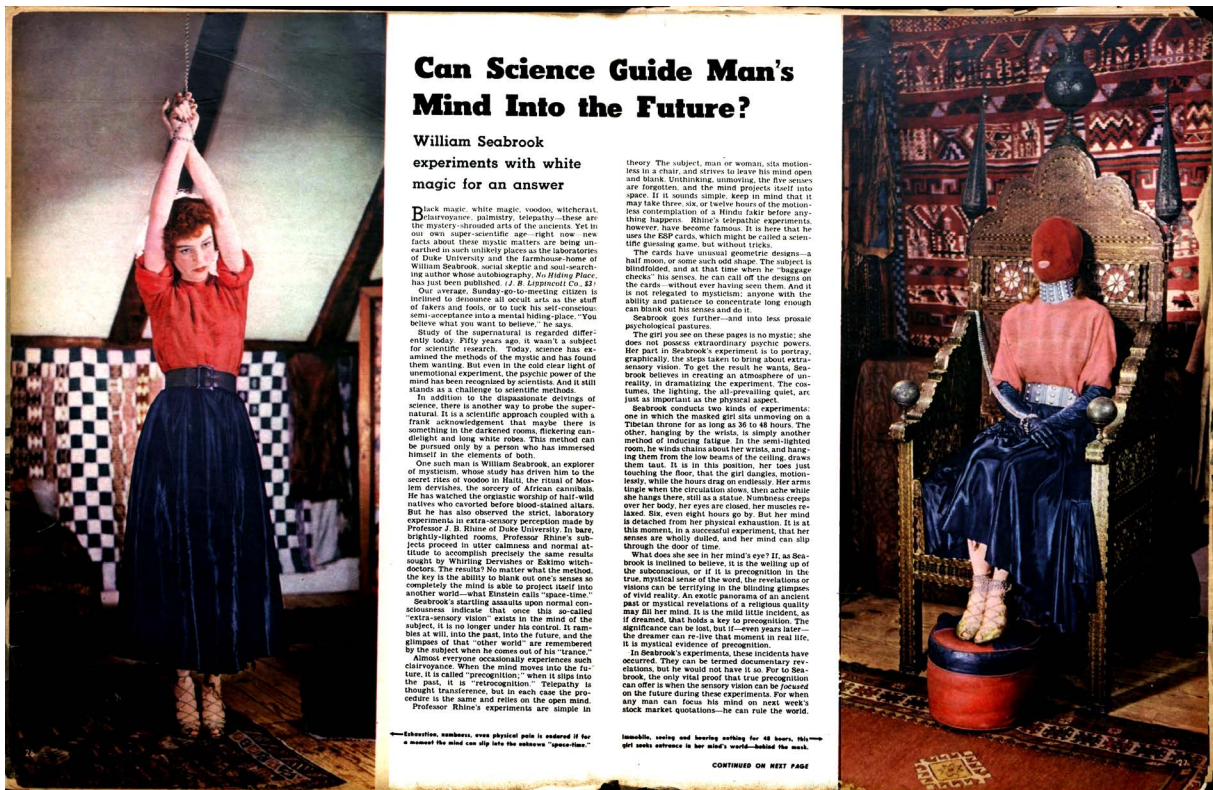 Can Science Guide Man's
Mind Into the Future?
William Seabrook
experiments with white
magic for an answer
Black magic, white magic, voodoo, witchcraft,
clairvoyance, palmistry, telepathy—these are
the mystery-shrouded arts of the ancients. Yet in
our own super-scientific age—right now—new
facts about these mystic matters are being un-
earthed in such unlikely places as the laboratories
of Duke University and the farmhouse-home of
William Seabrook, social skeptic and soul-search-
ing author whose autobiography, No Hiding Place,
has just been published. (J. B. Lippincott Co., $3)
Our average, Sunday-go-to-meeting citizen is
inclined to denounce all occult arts as the stuff
of fakers and fools, or to tuck his self-conscious
semi-acceptance into a mental hiding-place. "You
believe what you want to believe," he says.
Study of the supernatural is regarded differ-
ently today. Fifty years ago, it wasn't a subject
for scientific research. Today, science has ex-
amined the methods of the mystic and has found
them wanting. But even in the cold clear light of
unemotional experiment, the psychic power of the
mind has been recognized by scientists. And it still
stands as a challenge to scientific methods.
In addition to the dispassionate delvings of
science, there is another way to probe the super-
natural. It is a scientific approach coupled with a
frank acknowledgement that maybe there is
something in the darkened rooms, flickering can-
dlelight and long white robes. This method can
be pursued only by a person who has immersed
himself in the elements of both.
One such man is William Seabrook, an explorer
of mysticism, whose study has driven him to the
secret rites of voodoo in Haiti, the ritual of Mos-
lem dervishes, the sorcery of African cannibals.
He has watched the orgiastic worship of half-wild
natives who cavorted before blood-stained altars.
But he has also observed the strict, laboratory
experiments in extra-sensory perception made by
Professor J. B. Rhine of Duke University. In bare,
brightly-lighted rooms, Professor Rhine's sub-
jects proceed in utter calmness and normal at-
titude to accomplish precisely the same results
sought by Whirling Dervishes or Eskimo witch-
doctors. The results? No matter what the method,
the key is the ability to blank out one's senses so
completely the mind is able to project itself into
another world—what Einstein calls "space-time."
Seabrook's startling assaults upon normal con-
sciousness indicate that once this so-called
"extra-sensory vision" exists in the mind of the
subject, it is no longer under his control. It ram-
bles at will, into the past, into the future, and the
glimpses of that "other world" are remembered
by the subject when he comes out of his "trance."
Almost everyone occasionally experiences such
clairvoyance. When the mind moves into the fu-
ture, it is called "precognition;" when it slips into
the past, it is "retrocognition." Telepathy is
thought transference, but in each case the pro-
cedure is the same and relies on the open mind.
Professor Rhine's experiments are simple in
theory The subject, man or woman, sits motion-
less in a chair, and strives to leave his mind open
and blank. Unthinking, unmoving, the five senses
are forgotten, and the mind projects itself into
space. If it sounds simple, keep in mind that it
may take three, six, or twelve hours of the motion-
less contemplation of a Hindu fakir before any-
thing happens. Rhine's telepathic experiments,
however, have become famous. It is here that he
uses the ESP cards, which might be called a scien-
tific guessing game, but without tricks.
The cards have unusual geometric designs—a
half moon, or some such odd shape. The subject is
blindfolded, and at that time when he "baggage
checks" his senses, he can call off the designs on
the cards—without ever having seen them. And it
is not relegated to mysticism; anyone with the
ability and patience to concentrate long enough
can blank out his senses and do it.
Seabrook goes further—and into less prosaic
psychological pastures.
The girl you see on these pages is no mystic; she
does not possess extraordinary psychic powers.
Her part in Seabrook's experiment is to portray,
graphically, the steps taken to bring about extra-
sensory vision. To get the result he wants, Sea-
brook believes in creating an atmosphere of un-
reality, in dramatizing the experiment. The cos-
tumes, the lighting, the all-prevailing quiet, are
just as important as the physical aspect.
Seabrook conducts two kinds of experiments:
one in which the masked girl sits unmoving on a
Tibetan throne for as long as 36 to 48 hours. The
other, hanging by the wrists, is simply another
method of inducing fatigue. In the semi-lighted
room, he winds chains about her wrists, and hang-
ing them from the low beams of the ceiling, draws
them taut. It is in this position, her toes just
touching the floor, that the girl dangles, motion-
lessly, while the hours drag on endlessly. Her arms
tingle when the circulation slows, then ache while
she hangs there, still as a statue. Numbness creeps
over her body, her eyes are closed, her muscles re-
laxed. Six, even eight hours go by. But her mind
is detached from her physical exhaustion. It is at
this moment, in a successful experiment, that her
senses are wholly dulled, and her mind can slip
through the door of time.
What does she see in her mind's eye? If, as Sea-
brook is inclined to believe, it is the welling up of
the subconscious, or if it is precognition in the
true, mystical sense of the word, the revelations or
visions can be terrifying in the blinding glimpses
of vivid reality. An exotic panorama of an ancient
past or mystical revelations of a religious quality
may fill her mind. It is the mild little incident, as
if dreamed, that holds a key to precognition. The
significance can be lost, but if—even years later—
the dreamer can re-live that moment in real life,
it is mystical evidence of precognition.
In Seabrook's experiments, these incidents have
occurred. They can be termed documentary rev-
elations, but he would not have it so. For to Sea-
brook, the only vital proof that true precognition
can offer is when the sensory vision can be focused
on the future during these experiments. For when
any man can focus his mind on next week's
stock market quotations—he can rule the world.
Exhaustion, numbness, even physical pain is endured if for
a moment the mind can slip into the unknown "space-time."
Immobile, seeing and hearing nothing for 48 hours, this
girl seeks entrance in her mind's world—behind the mask.
CONTINUED ON NEXT PAGE
26
27